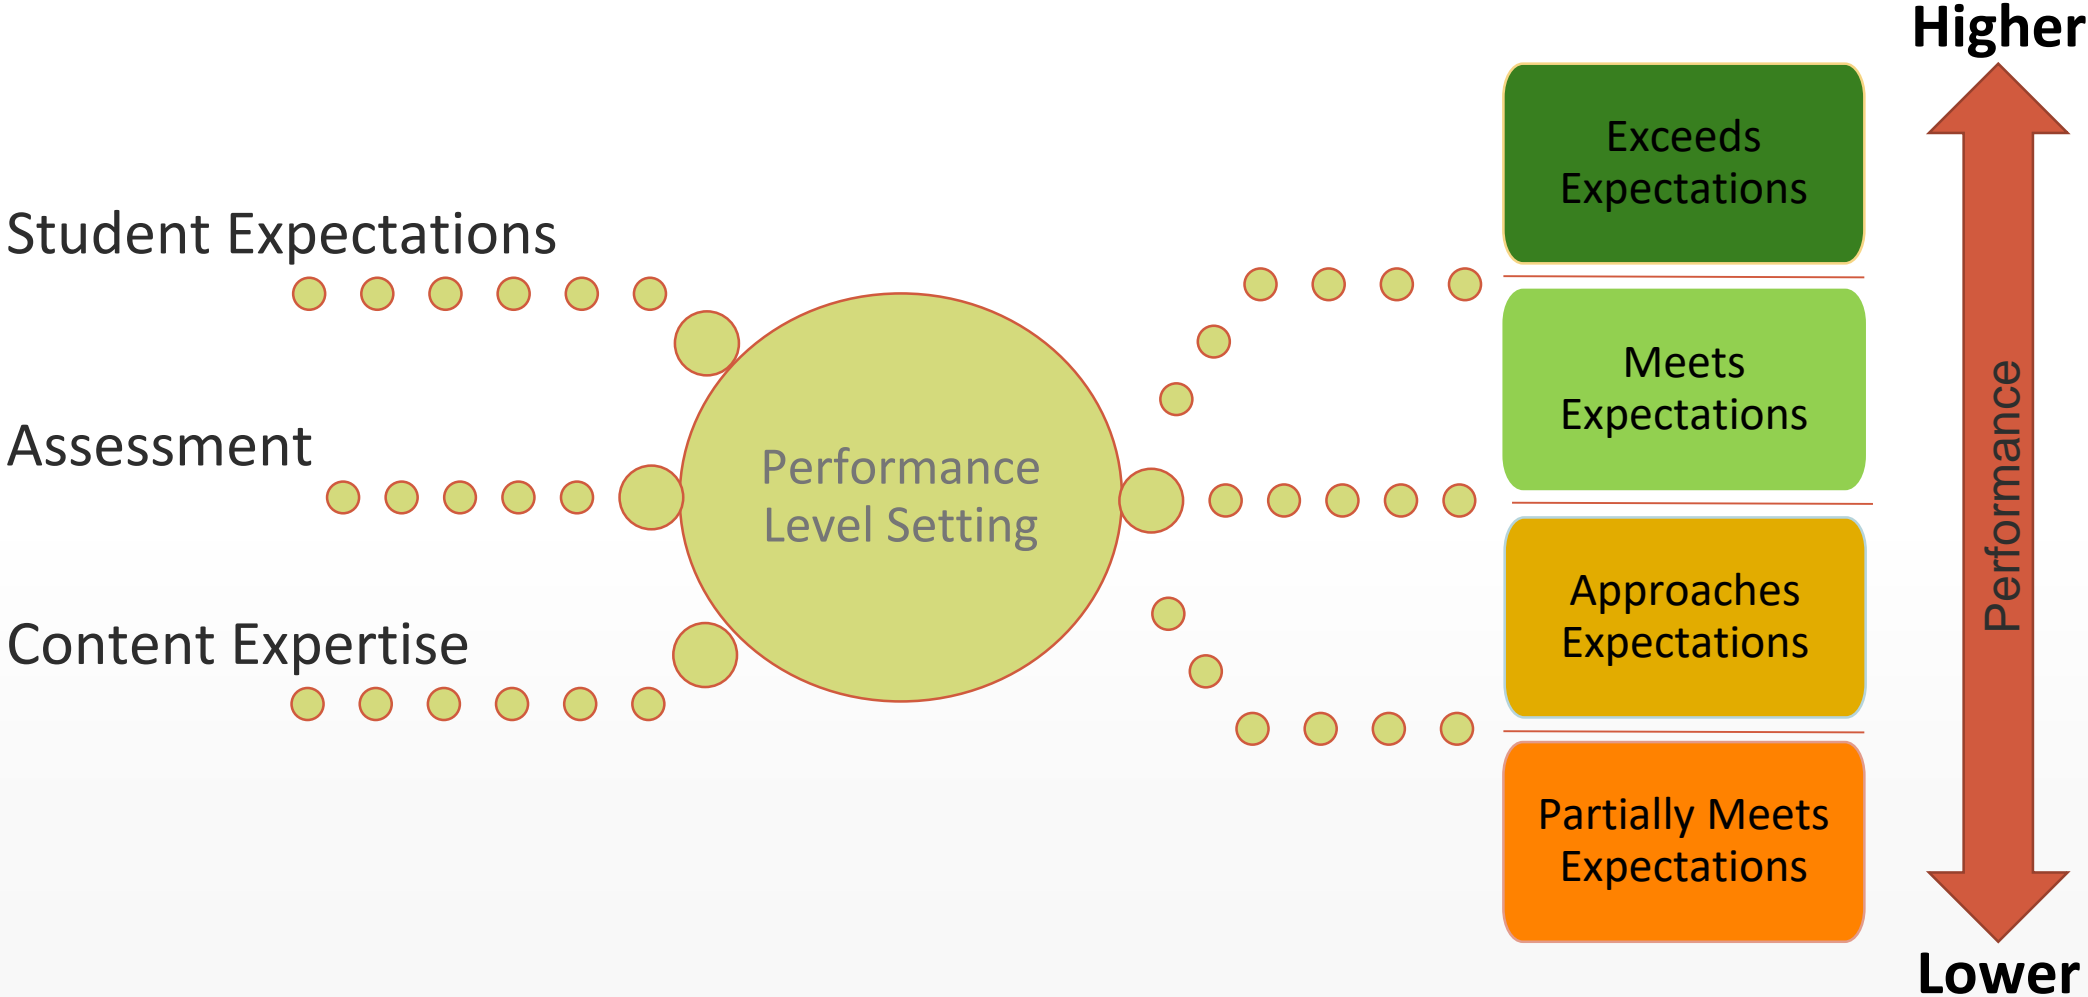 Student Expectations
Assessment
Content Expertise
Performance
Level Setting
Exceeds
Expectations
Meets
Expectations
Approaches
Expectations
Partially Meets
Expectations
Higher
Performance
Lower